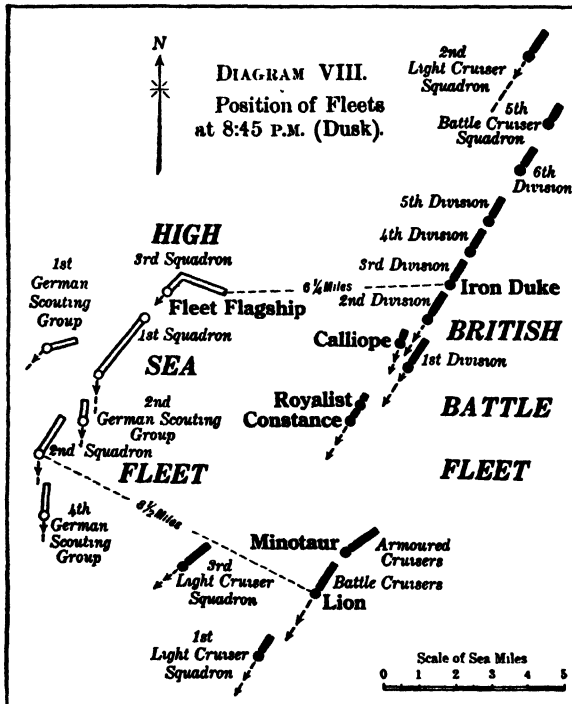 N
DIAGRAM VIII.
Position of Fleets
at 8:45 P.M. (Dusk).
2nd
Light Cruiser
Squadron
5th
Battle Cruiser
Squadron
6th
Division
5th Division
4th Division
3rd Division
Iron Duke
2nd Division
6 1/4 Miles
HIGH
3rd Squadron
Fleet Flagship
1st
German
Scouting
Group
1st Squadron
SEA
Calliope
BRITISH
1st Division
2nd
German Scouting
Group
Royalist
Constance
BATTLE
2nd Squadron
FLEET
FLEET
8 1/2 Miles
4th
German
Scouting
Group
Minotaur
Armoured
Cruisers
3rd
Light Cruiser
Squadron
Battle Cruisers
Lion
1st
Light Cruiser
Squadron
Scale of Sea Miles
0 1 2 3 4 5